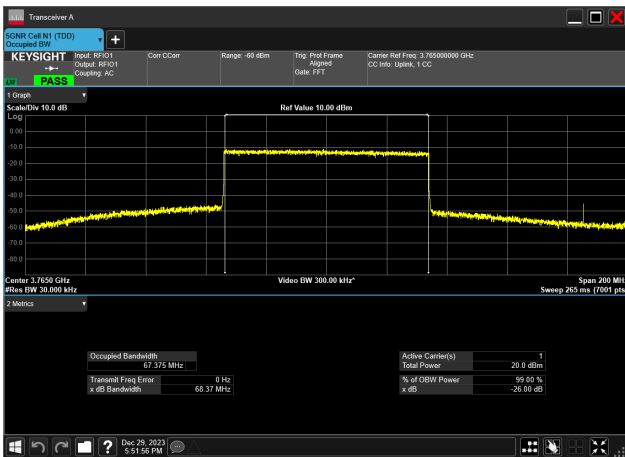 Transceiver A
5GNR Cell N1 (TDD)
Occupied BW
KEYSIGHT
LXI
PASS
Input: RFIO1
Output: RFIO1
Coupling: AC
Corr CCorr
Range: -60 dBm
Trig: Prot Frame
Aligned
Gate: FFT
Carrier Ref Freq: 3.765000000 GHz
CC Info: Uplink, 1 CC
1 Graph
Scale/Div 10.0 dB
Ref Value 10.00 dBm
Log
0.00
-10.0
-20.0
-30.0
-40.0
-50.0
-60.0
-70.0
-80.0
Center 3.7650 GHz
Video BW 300.00 kHz*
Span 200 MHz
#Res BW 30.000 kHz
Sweep 265 ms (7001 pts
2 Metrics
Occupied Bandwidth
67.375 MHz
Active Carrier(s) 1
Total Power 20.0 dBm
Transmit Freq Error 0 Hz
x dB Bandwidth 68.37 MHz
% of OBW Power 99.00 %
x dB -26.00 dB
?
Dec 29, 2023
5:51:56 PM